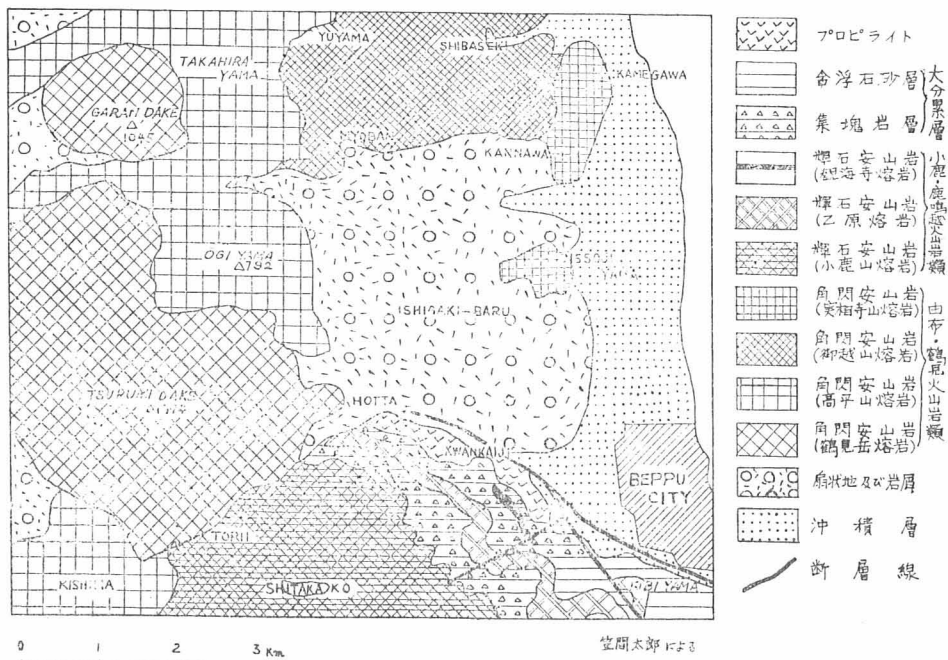 YUYAMA
SHIBASEKI
TAKAHIRA
YAMA
KAMEGAWA
GARAN DAKE
△
1045
MYOBAN
KANNAWA
OGI YAMA
△792
ISHIGAKI-BARU
TSURUMI DAKE
HOTTA
KWANKAIJI
BEPPU
CITY
TORII
KISHIMA
SHITAKA KO
0 1 2 3 Km
笠間太郎による
プロピライト
含浮石砂層
集塊岩層
大分累層
輝石安山岩
(観海寺熔岩)
輝石安山岩
(乙原熔岩)
輝石安山岩
(小鹿山熔岩)
小鹿・鹿鳴越火山岩類
角閃安山岩
(実相寺山熔岩)
角閃安山岩
(御越山熔岩)
角閃安山岩
(高平山熔岩)
角閃安山岩
(鶴見岳熔岩)
由布・鶴見火山岩類
扇状地及び岩屑
沖積層
断層線